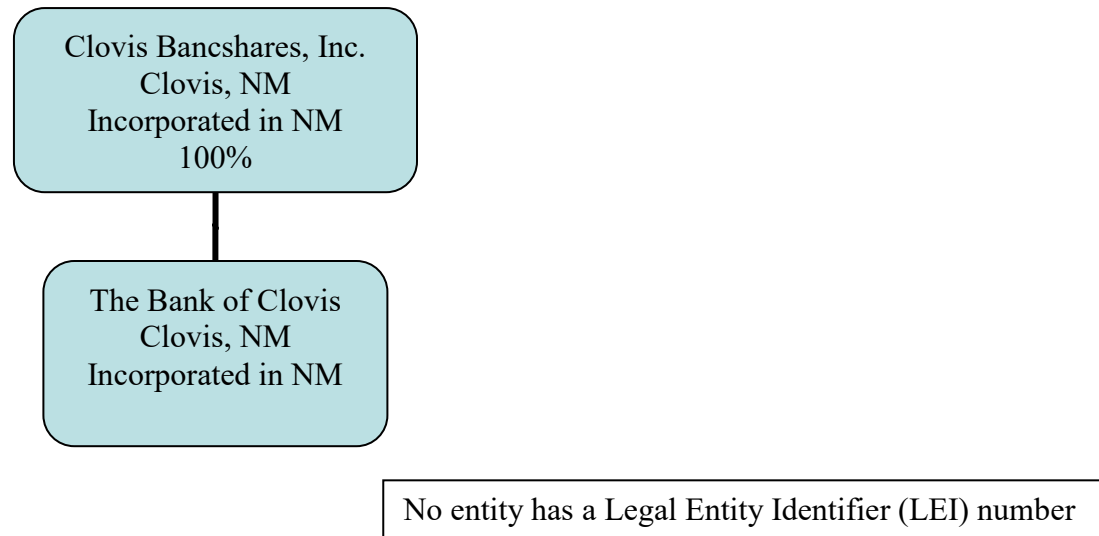 Clovis Bancshares, Inc.
Clovis, NM
Incorporated in NM
100%
The Bank of Clovis
Clovis, NM
Incorporated in NM
No entity has a Legal Entity Identifier (LEI) number